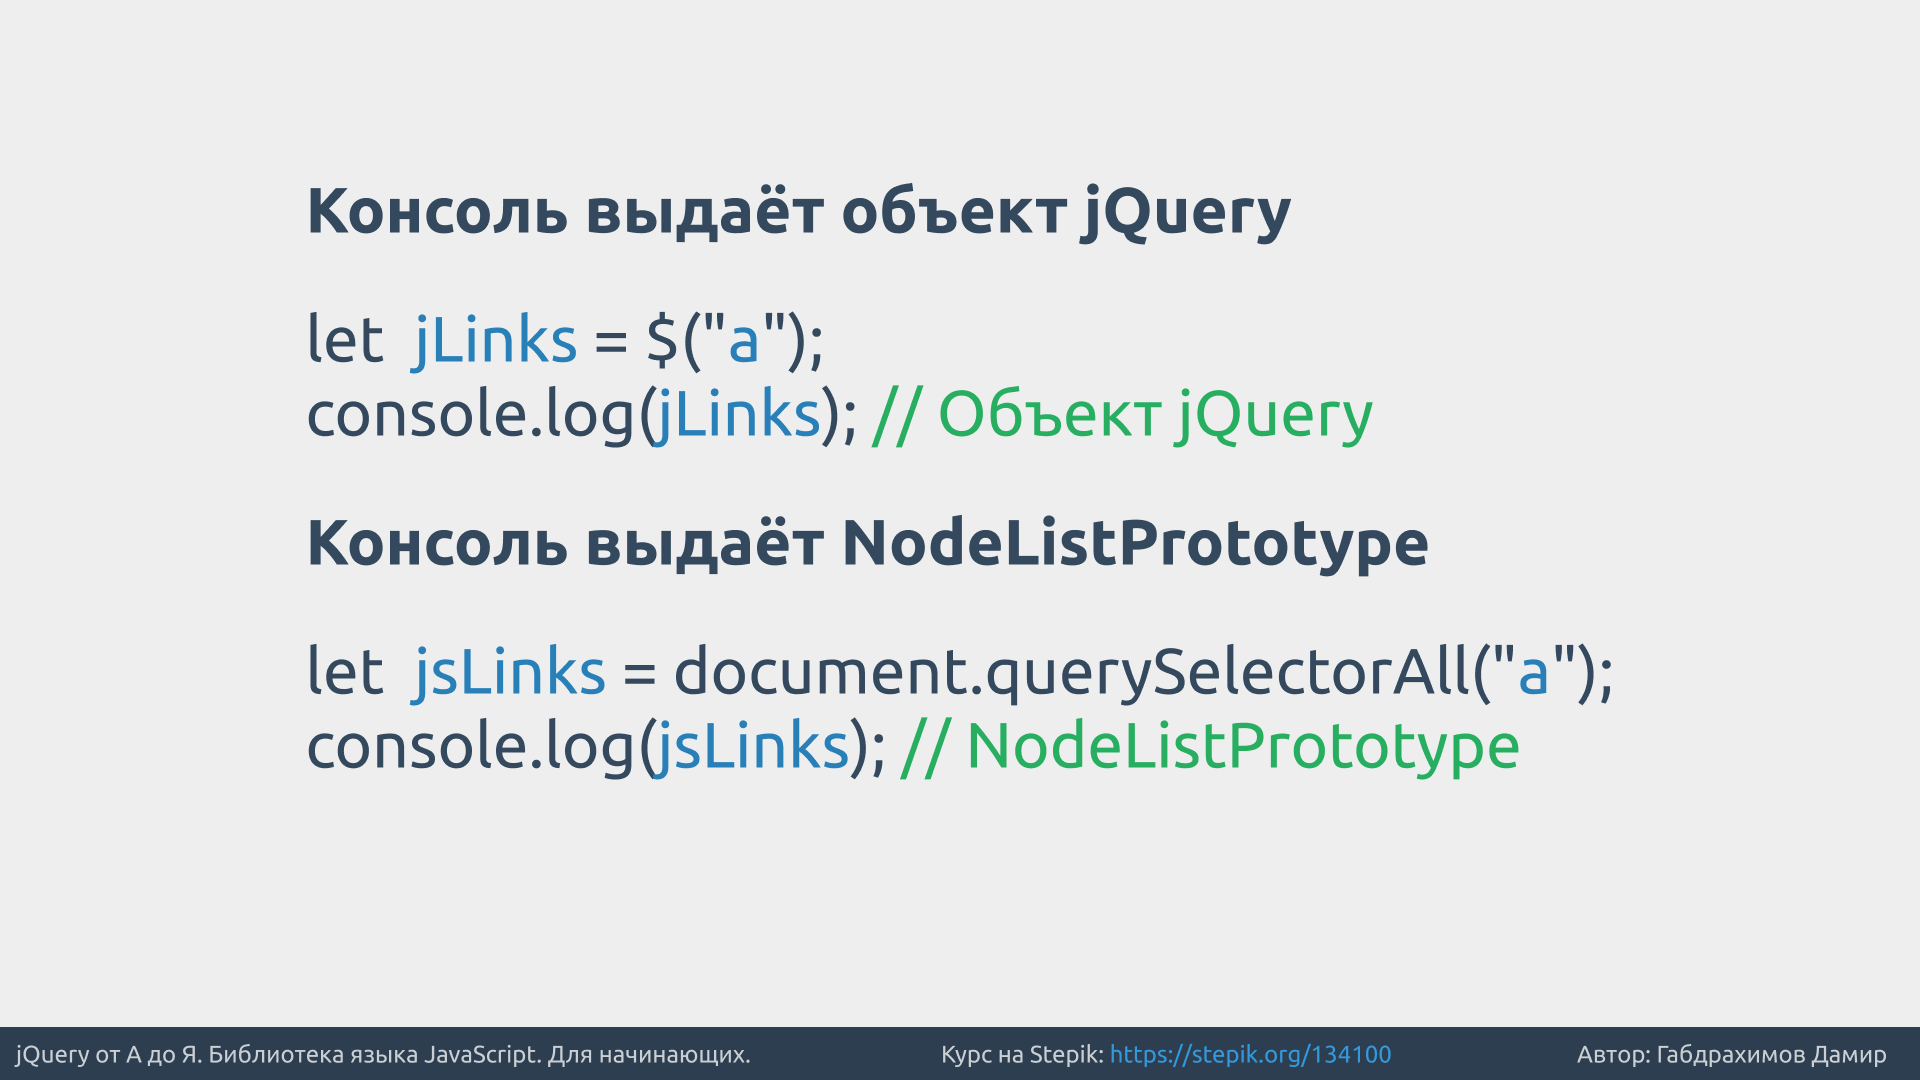 Консоль выдаёт объект jQuery
let jLinks = $("a");
console.log(jLinks); // Объект jQuery
Консоль выдаёт NodeListPrototype
let jsLinks = document.querySelectorAll("a");
console.log(jsLinks); // NodeListPrototype
jQuery от А до Я. Библиотека языка JavaScript. Для начинающих.
Курс на Stepik: https://stepik.org/134100
Автор: Габдрахимов Дамир